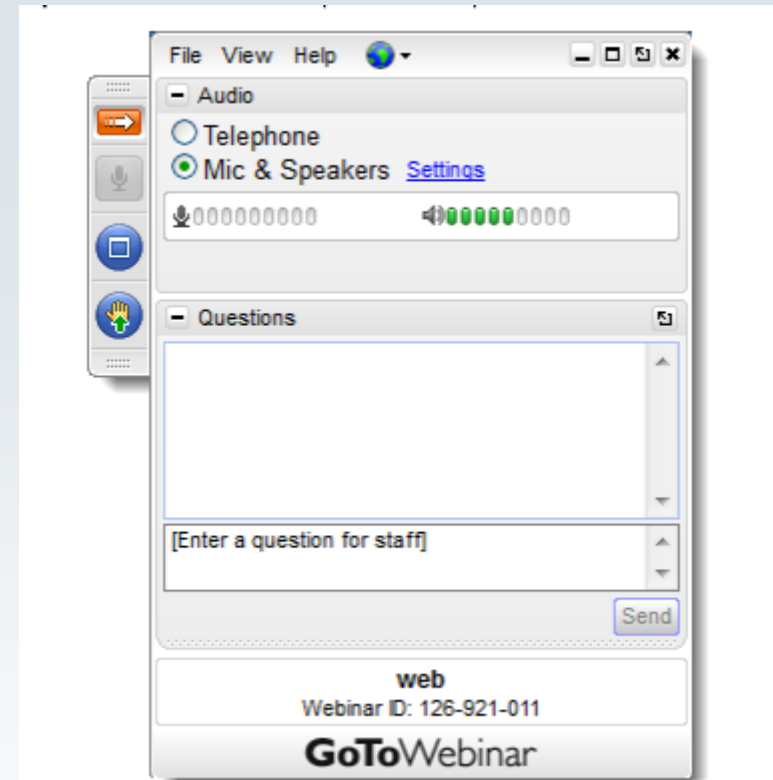 File View Help
Audio
Telephone
Mic & Speakers Settings
Questions
[Enter a question for staff]
Send
web
Webinar ID: 126-921-011
GoToWebinar